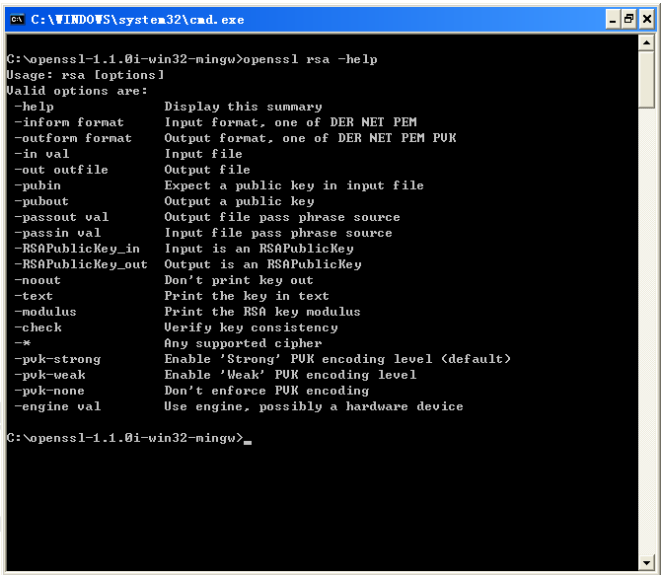 C:\WINDOWS\system32\cmd.exe
C:\openssl-1.1.0i-win32-mingw>openssl rsa -help
Usage: rsa [options]
Valid options are:
-help Display this summary
-inform format Input format, one of DER NET PEM
-outform format Output format, one of DER NET PEM PVK
-in val Input file
-out outfile Output file
-pubin Expect a public key in input file
-pubout Output a public key
-passout val Output file pass phrase source
-passin val Input file pass phrase source
-RSAPublicKey_in Input is an RSAPublicKey
-RSAPublicKey_out Output is an RSAPublicKey
-noout Don't print key out
-text Print the key in text
-modulus Print the RSA key modulus
-check Verify key consistency
-* Any supported cipher
-pvk-strong Enable 'Strong' PVK encoding level (default)
-pvk-weak Enable 'Weak' PVK encoding level
-pvk-none Don't enforce PVK encoding
-engine val Use engine, possibly a hardware device
C:\openssl-1.1.0i-win32-mingw>